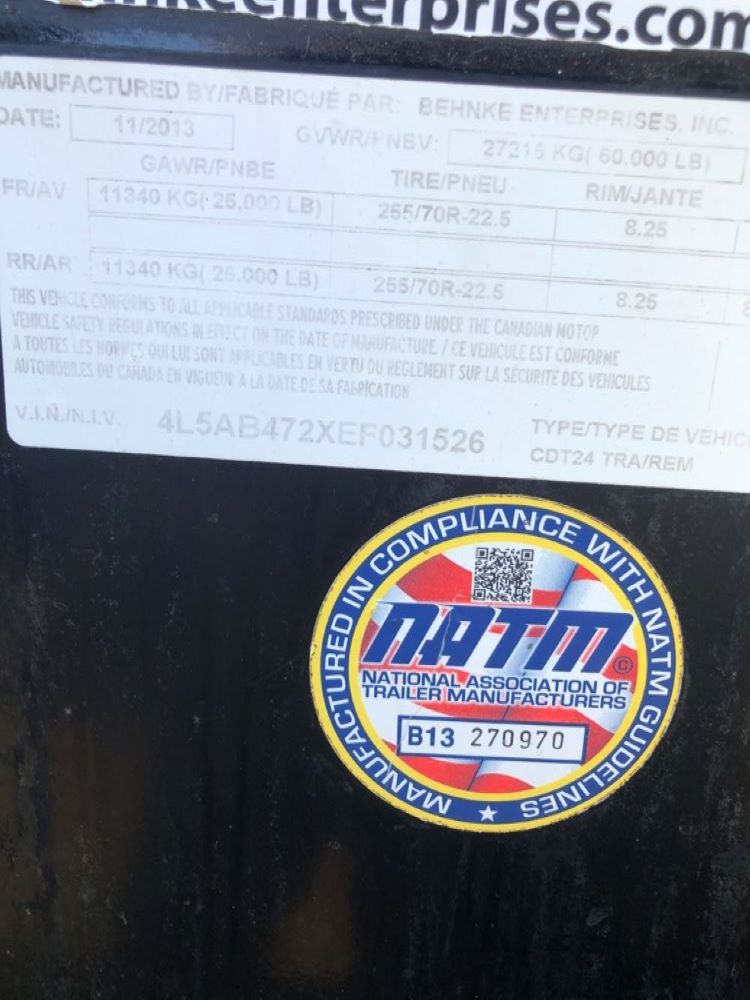 nkeenterprises.com
MANUFACTURED BY/FABRIQUÉ PAR: BEHNKE ENTERPRISES, INC.
DATE: 11/2013 GVWR/PNBV: 27216 KG( 60.000 LB)
GAWR/PNBE TIRE/PNEU RIM/JANTE
FR/AV 11340 KG( 25,000 LB) 255/70R-22.5 8.25
RR/AR 11340 KG( 25.000 LB) 255/70R-22.5 8.25
THIS VEHICLE CONFORMS TO ALL APPLICABLE STANDARDS PRESCRIBED UNDER THE CANADIAN MOTOR
VEHICLE SAFETY REGULATIONS IN EFFECT ON THE DATE OF MANUFACTURE. / CE VEHICULE EST CONFORME
A TOUTES LES NORMES QUI LUI SONT APPLICABLES EN VERTU DU REGLEMENT SUR LA SECURITE DES VEHICULES
AUTOMOBILES DU CANADA EN VIGUEUR A LA DATE DE SA FABRICATION
V.I.N./N.I.V. 4L5AB472XEF031526 TYPE/TYPE DE VEHIC
CDT24 TRA/REM
MANUFACTURED IN COMPLIANCE WITH NATM GUIDELINES
NATM ©
NATIONAL ASSOCIATION OF
TRAILER MANUFACTURERS
B13 270970